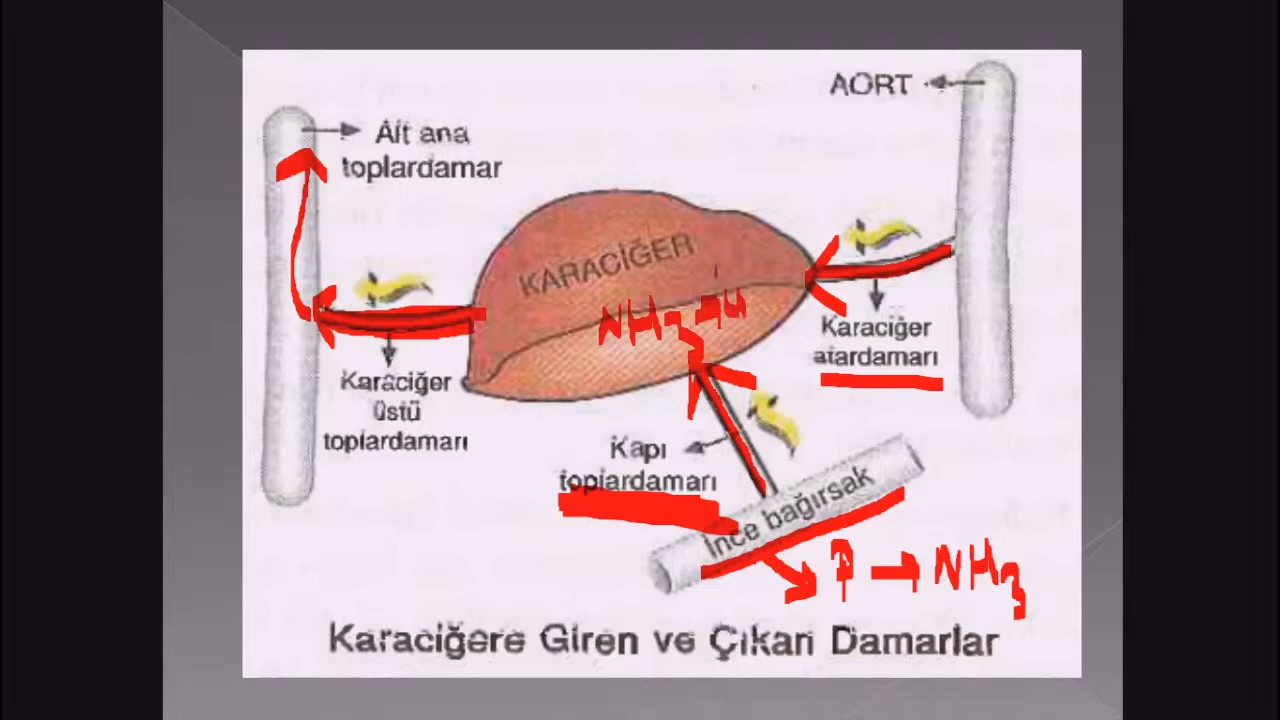 AORT
Alt ana
toplardamar
KARACİĞER
NH3
Karaciğer
atardamarı
Karaciğer
üstü
toplardamarı
Kapı
toplardamarı
İnce bağırsak
P → NH3
Karaciğere Giren ve Çıkan Damarlar